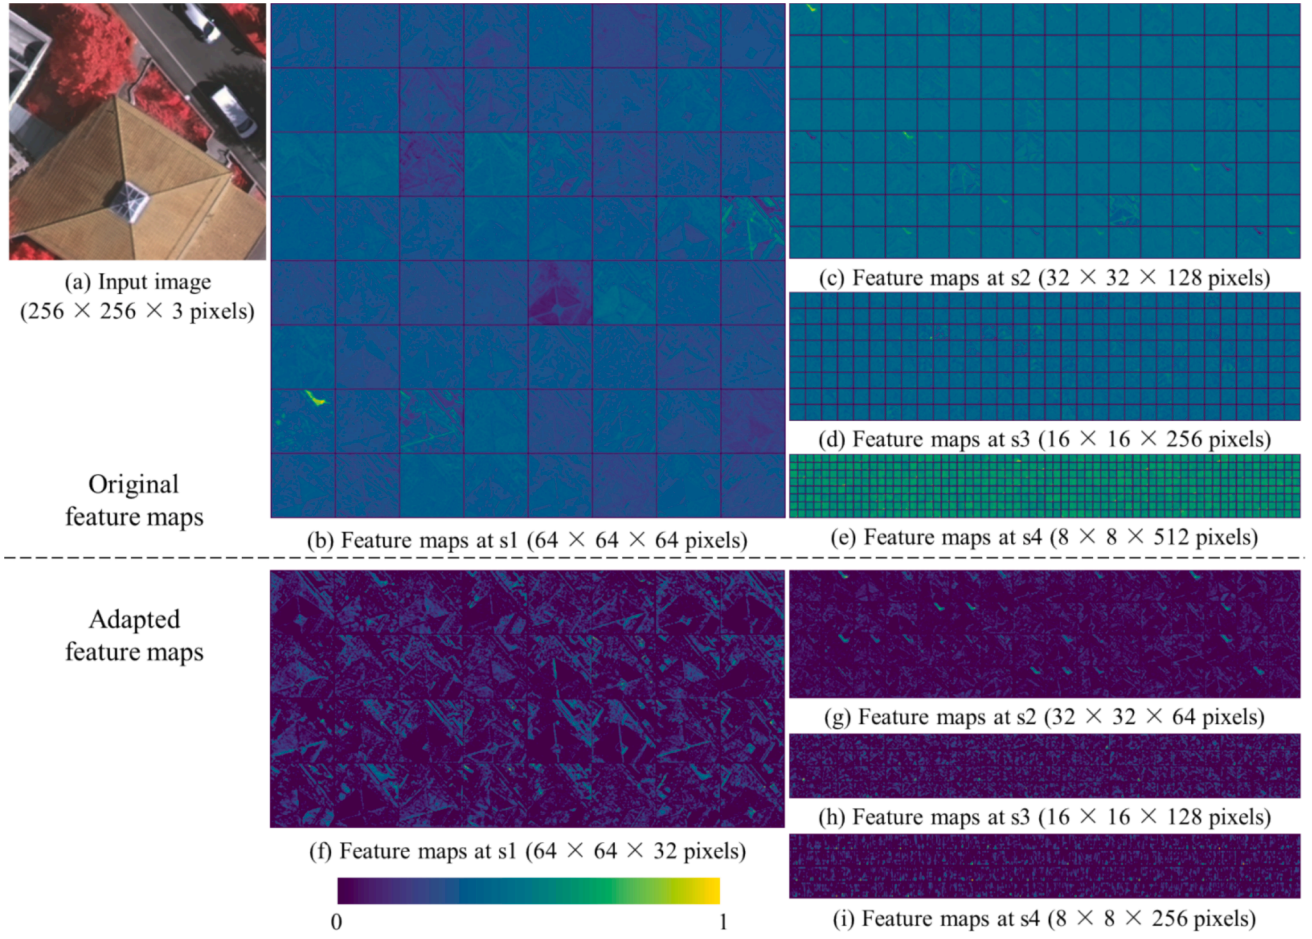 (a) Input image
(256 × 256 × 3 pixels)
(c) Feature maps at s2 (32 × 32 × 128 pixels)
(d) Feature maps at s3 (16 × 16 × 256 pixels)
Original
feature maps
(b) Feature maps at s1 (64 × 64 × 64 pixels)
(e) Feature maps at s4 (8 × 8 × 512 pixels)
Adapted
feature maps
(g) Feature maps at s2 (32 × 32 × 64 pixels)
(h) Feature maps at s3 (16 × 16 × 128 pixels)
(f) Feature maps at s1 (64 × 64 × 32 pixels)
0 1
(i) Feature maps at s4 (8 × 8 × 256 pixels)